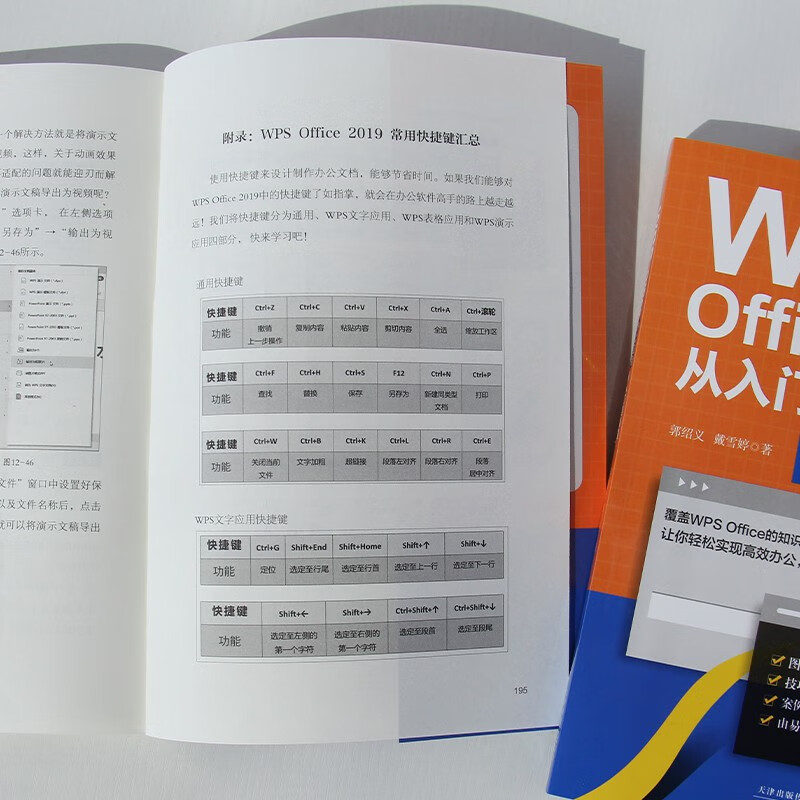 个解决方法就是将演示文
视频，这样，关于动画效果
适配的问题就能迎刃而解
演示文稿导出为视频呢？
”选项卡，在左侧选项
另存为”→“输出为视
2-46所示。
图12-46
文件”窗口中设置好保
以及文件名称后，点击
就可以将演示文稿导出
附录：WPS Office 2019 常用快捷键汇总
使用快捷键来设计制作办公文档，能够节省时间。如果我们能够对
WPS Office 2019中的快捷键了如指掌，就会在办公软件高手的路上越走越
远！我们将快捷键分为通用、WPS文字应用、WPS表格应用和WPS演示
应用四部分，快来学习吧！
通用快捷键
快捷键 Ctrl+Z Ctrl+C Ctrl+V Ctrl+X Ctrl+A Ctrl+滚轮
功能 撤销 复制内容 粘贴内容 剪切内容 全选 缩放工作区
上一步操作
快捷键 Ctrl+F Ctrl+H Ctrl+S F12 Ctrl+N Ctrl+P
功能 查找 替换 保存 另存为 新建同类型 打印
文档
快捷键 Ctrl+W Ctrl+B Ctrl+K Ctrl+L Ctrl+R Ctrl+E
功能 关闭当前 文字加粗 超链接 段落左对齐 段落右对齐 段落
文件 居中对齐
WPS文字应用快捷键
快捷键 Ctrl+G Shift+End Shift+Home Shift+↑ Shift+↓
功能 定位 选定至行尾 选定至行首 选定至上一行 选定至下一行
快捷键 Shift+← Shift+→ Ctrl+Shift+↑ Ctrl+Shift+↓
功能 选定至左侧的 选定至右侧的 选定至段首 选定至段尾
第一个字符 第一个字符
195
W
Offi
从入门
郭绍义 戴雪婷◎著
覆盖WPS Office的知识
让你轻松实现高效办公，
图
技
案例
由易
天津出版传